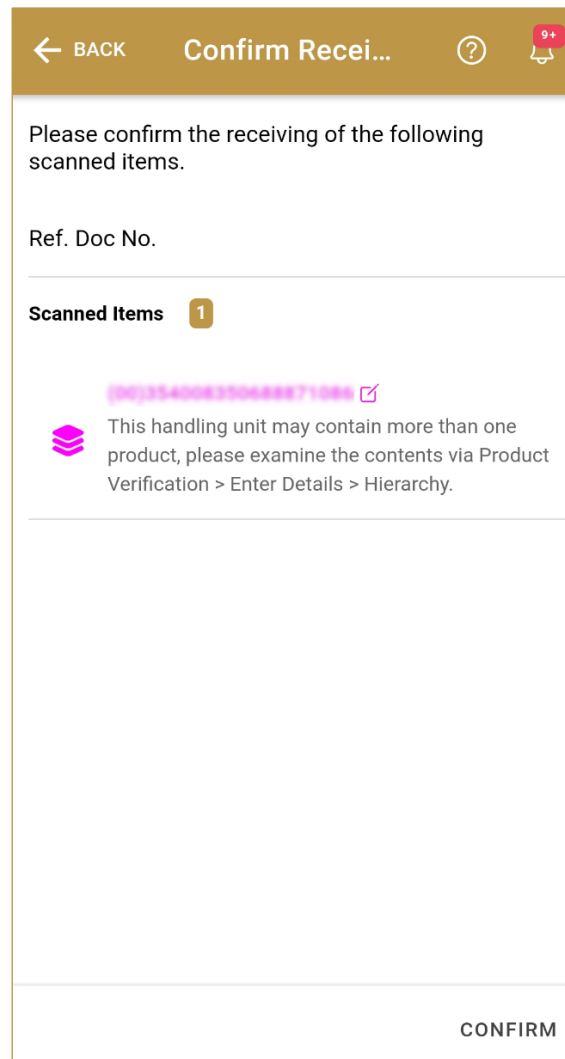 BACK
Confirm Recei...
9+
Please confirm the receiving of the following
scanned items.
Ref. Doc No.
Scanned Items 1
This handling unit may contain more than one
product, please examine the contents via Product
Verification > Enter Details > Hierarchy.
CONFIRM